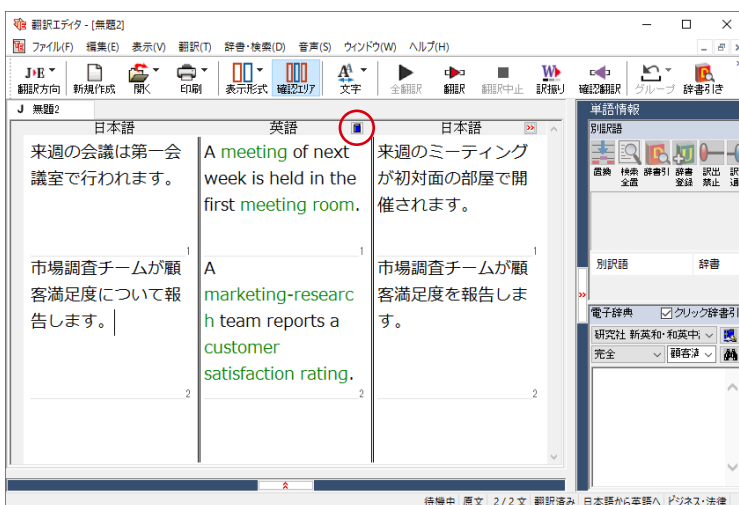 翻訳エディタ - [無題2]
ファイル(F) 編集(E) 表示(V) 翻訳(T) 辞書・検索(D) 音声(S) ウィンドウ(W) ヘルプ(H)
翻訳方向 新規作成 開く 印刷 表示形式 確認エリア 文字 全翻訳 翻訳 翻訳中止 訳振り 確認翻訳 グループ 辞書引き
J 無題2
日本語 英語 日本語
来週の会議は第一会
議室で行われます。
1
A meeting of next
week is held in the
first meeting room.
1
来週のミーティング
が初対面の部屋で開
催されます。
1
市場調査チームが顧
客満足度について報
告します。
2
A
marketing-researc
h team reports a
customer
satisfaction rating.
2
市場調査チームが顧
客満足度を報告しま
す。
2
単語情報
別訳語
置換 検索 辞書引 辞書 訳出
全置 登録 禁止
別訳語 辞書
電子辞典 クリック辞書引
研究社 新英和・和英中
完全 顧客満
待機中 原文 2/2文 翻訳済み 日本語から英語へ ビジネス・法律